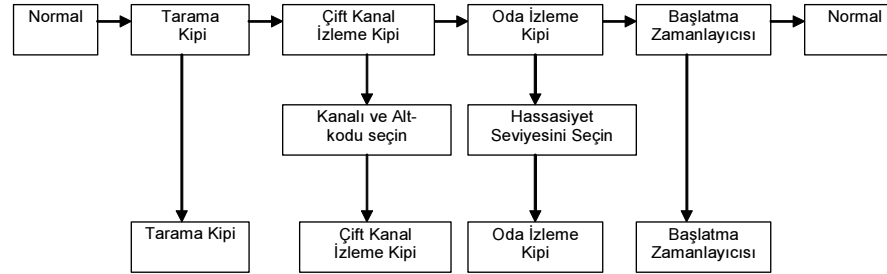 Normal
Tarama
Kipi
Çift Kanal
İzleme Kipi
Oda İzleme
Kipi
Başlatma
Zamanlayıcısı
Normal
Kanalı ve Alt-
kodu seçin
Hassasiyet
Seviyesini Seçin
Tarama Kipi
Çift Kanal
İzleme Kipi
Oda İzleme
Kipi
Başlatma
Zamanlayıcısı